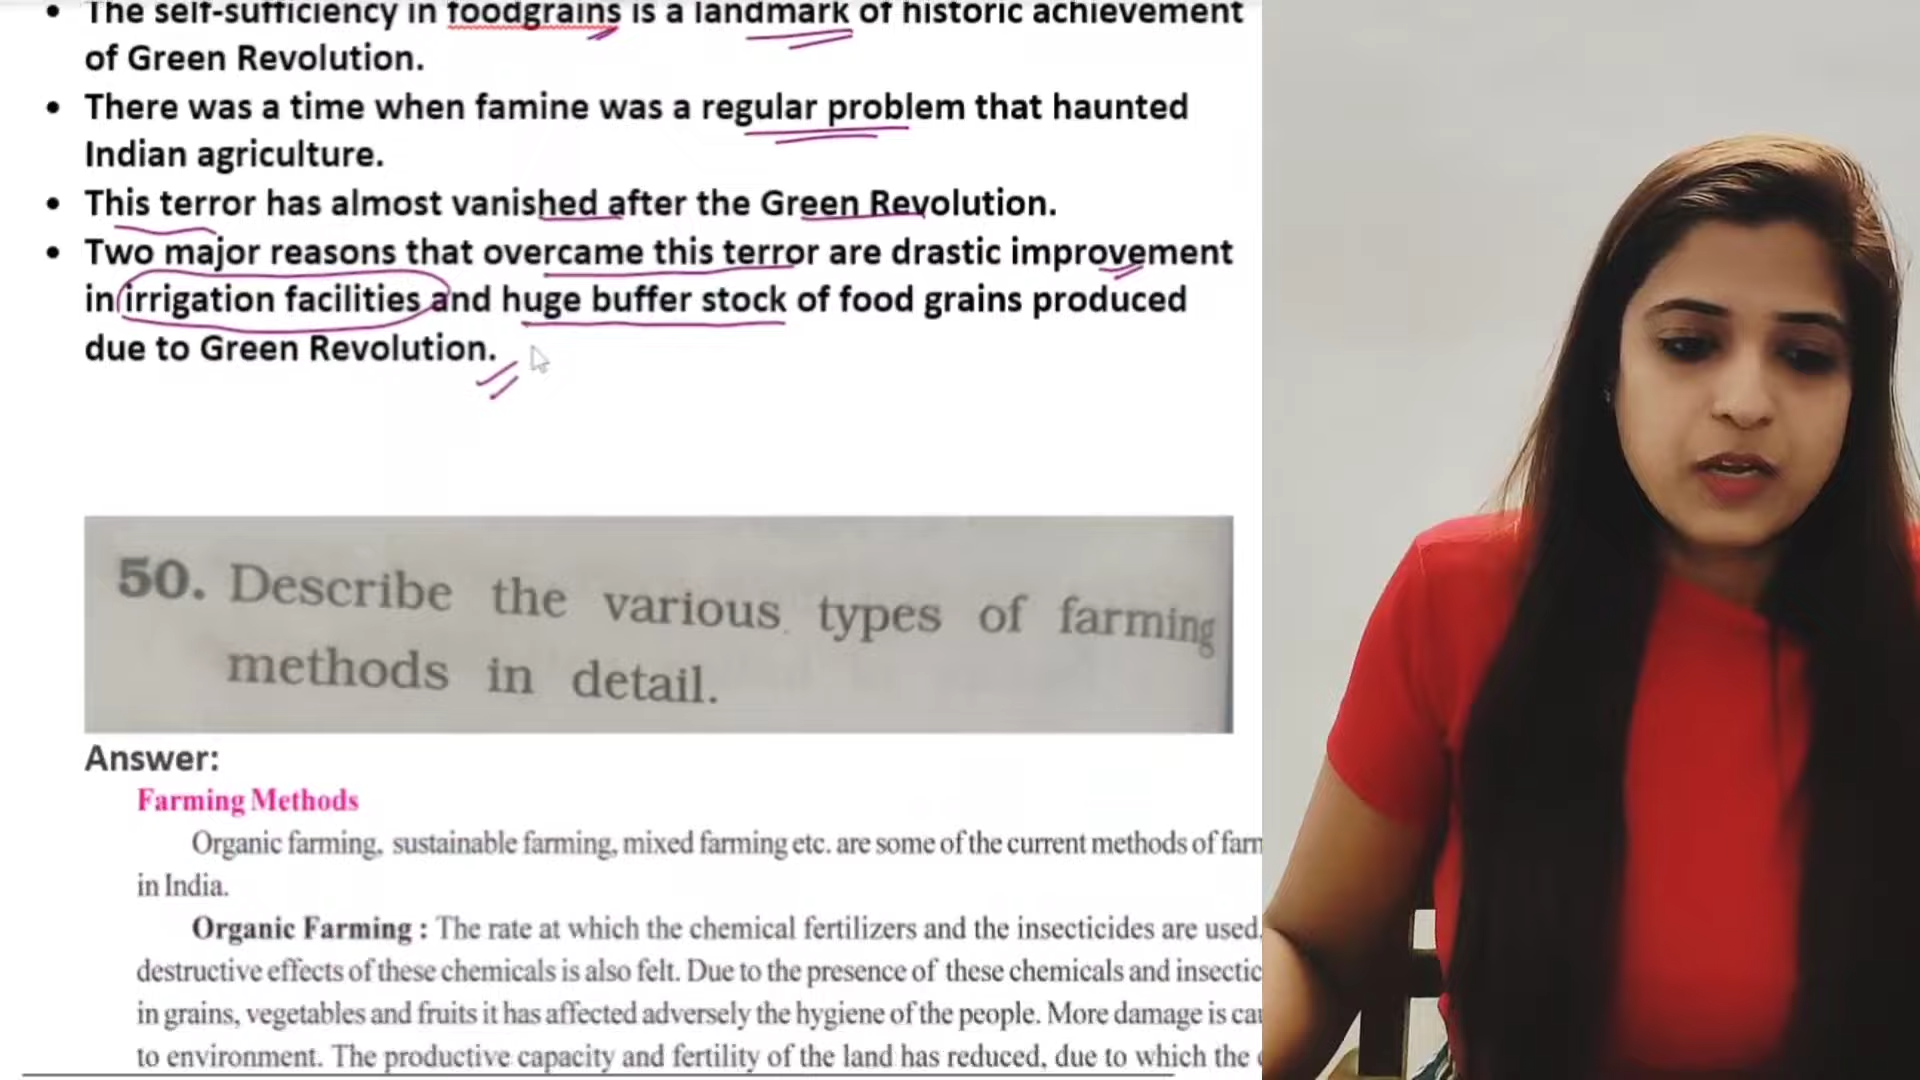 • The self-sufficiency in foodgrains is a landmark of historic achievement
of Green Revolution.
• There was a time when famine was a regular problem that haunted
Indian agriculture.
• This terror has almost vanished after the Green Revolution.
• Two major reasons that overcame this terror are drastic improvement
in irrigation facilities and huge buffer stock of food grains produced
due to Green Revolution.
50. Describe the various types of farming
methods in detail.
Answer:
Farming Methods
Organic farming, sustainable farming, mixed farming etc. are some of the current methods of
in India.
Organic Farming : The rate at which the chemical fertilizers and the insecticides are used.
destructive effects of these chemicals is also felt. Due to the presence of these chemicals and
in grains, vegetables and fruits it has affected adversely the hygiene of the people. More damage is
to environment. The productive capacity and fertility of the land has reduced, due to which the